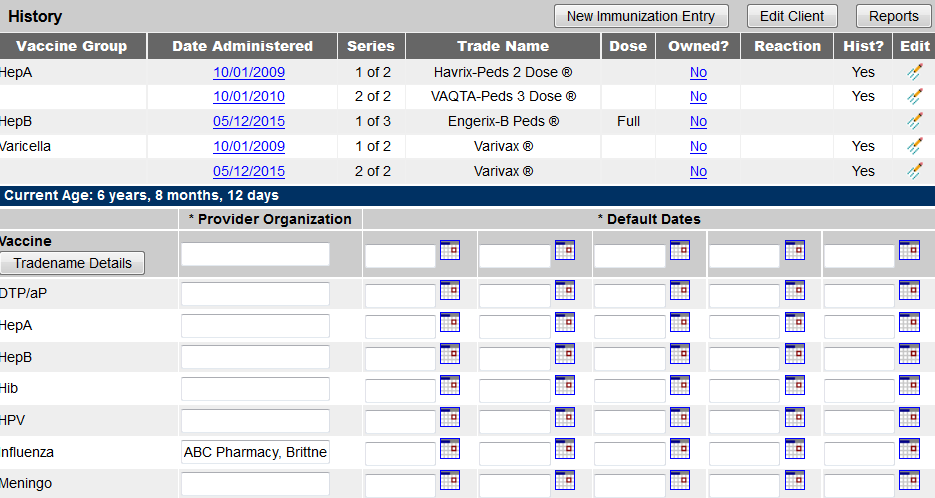 History New Immunization Entry Edit Client Reports
Vaccine Group Date Administered Series Trade Name Dose Owned? Reaction Hist? Edit
HepA 10/01/2009 1 of 2 Havrix-Peds 2 Dose ® No Yes
10/01/2010 2 of 2 VAQTA-Peds 3 Dose ® No Yes
HepB 05/12/2015 1 of 3 Engerix-B Peds ® Full No
Varicella 10/01/2009 1 of 2 Varivax ® No Yes
05/12/2015 2 of 2 Varivax ® No Yes
Current Age: 6 years, 8 months, 12 days
* Provider Organization * Default Dates
Vaccine
Tradename Details
DTP/aP
HepA
HepB
Hib
HPV
Influenza ABC Pharmacy, Brittne
Meningo